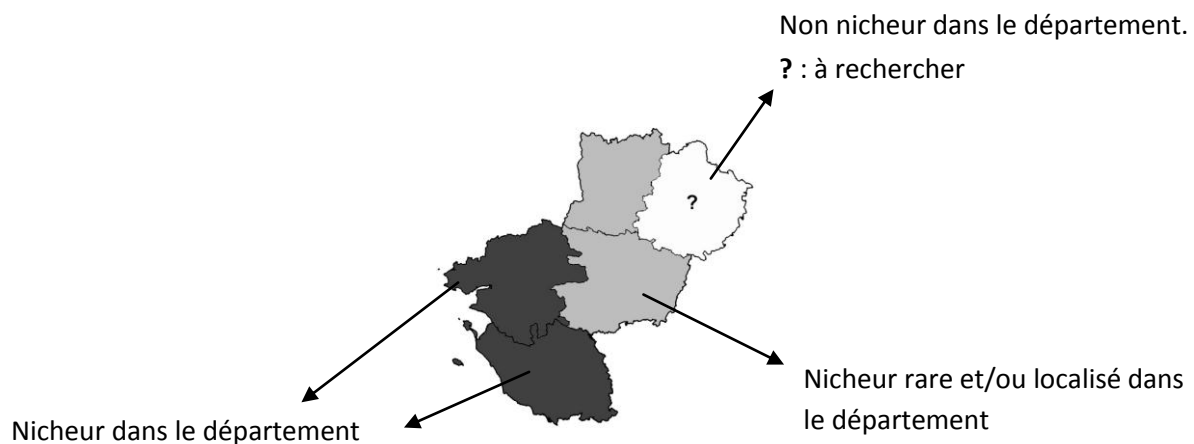 Non nicheur dans le département.
? : à rechercher
?
Nicheur rare et/ou localisé dans
le département
Nicheur dans le département